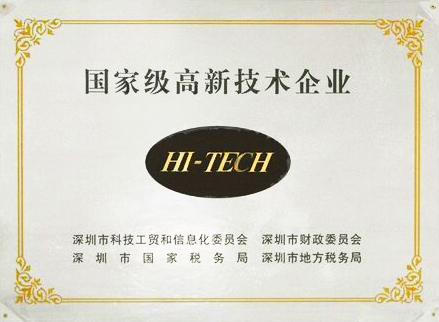 国家级高新技术企业
HI-TECH
深圳市科技工贸和信息化委员会 深圳市财政委员会
深圳市国家税务局 深圳市地方税务局